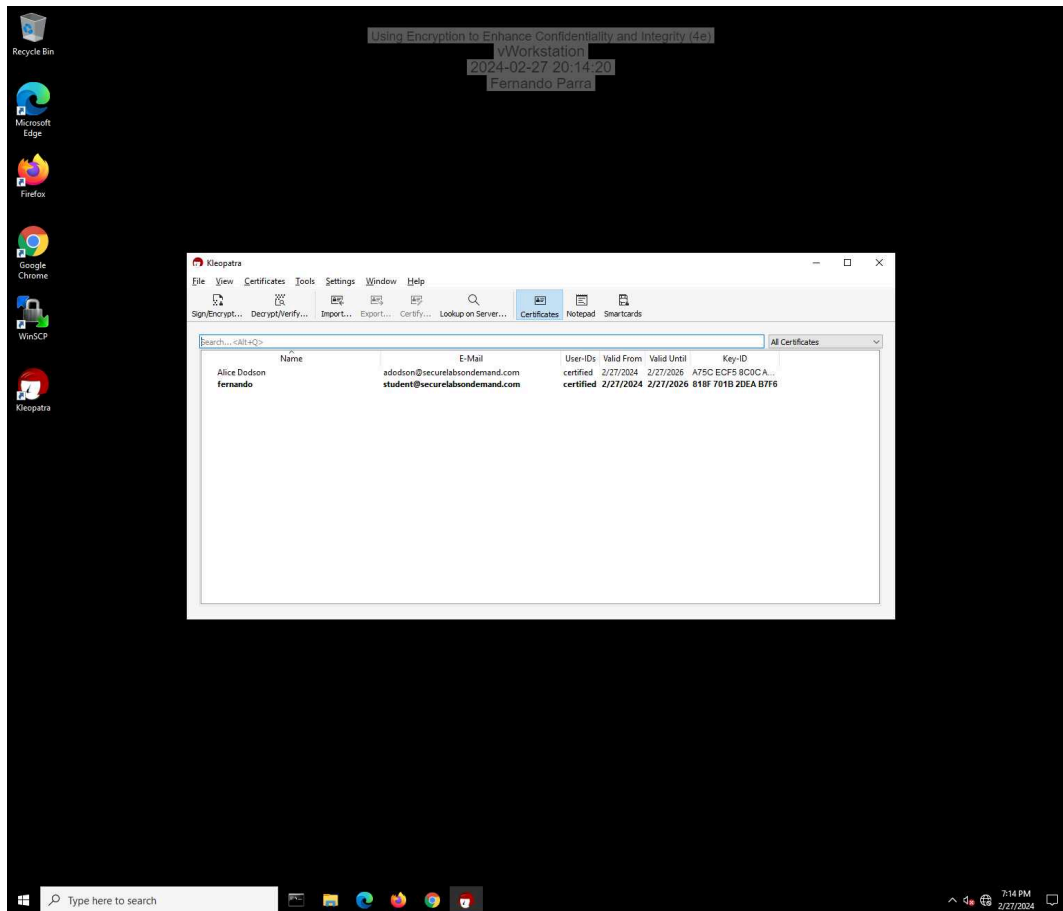 Using Encryption to Enhance Confidentiality and Integrity (4e)
vWorkstation
2024-02-27 20:14:20
Fernando Parra
Recycle Bin
Microsoft
Edge
Firefox
Google
Chrome
WinSCP
Kleopatra
Kleopatra
File View Certificates Tools Settings Window Help
Sign/Encrypt... Decrypt/Verify... Import... Export... Certify... Lookup on Server... Certificates Notepad Smartcards
Search...<Alt+Q> All Certificates
Name E-Mail User-IDs Valid From Valid Until Key-ID
Alice Dodson adodson@securelabsondemand.com certified 2/27/2024 2/27/2026 A75C ECF5 8C0C A...
fernando student@securelabsondemand.com certified 2/27/2024 2/27/2026 818F 701B 2DEA B7F6
Type here to search
7:14 PM
2/27/2024